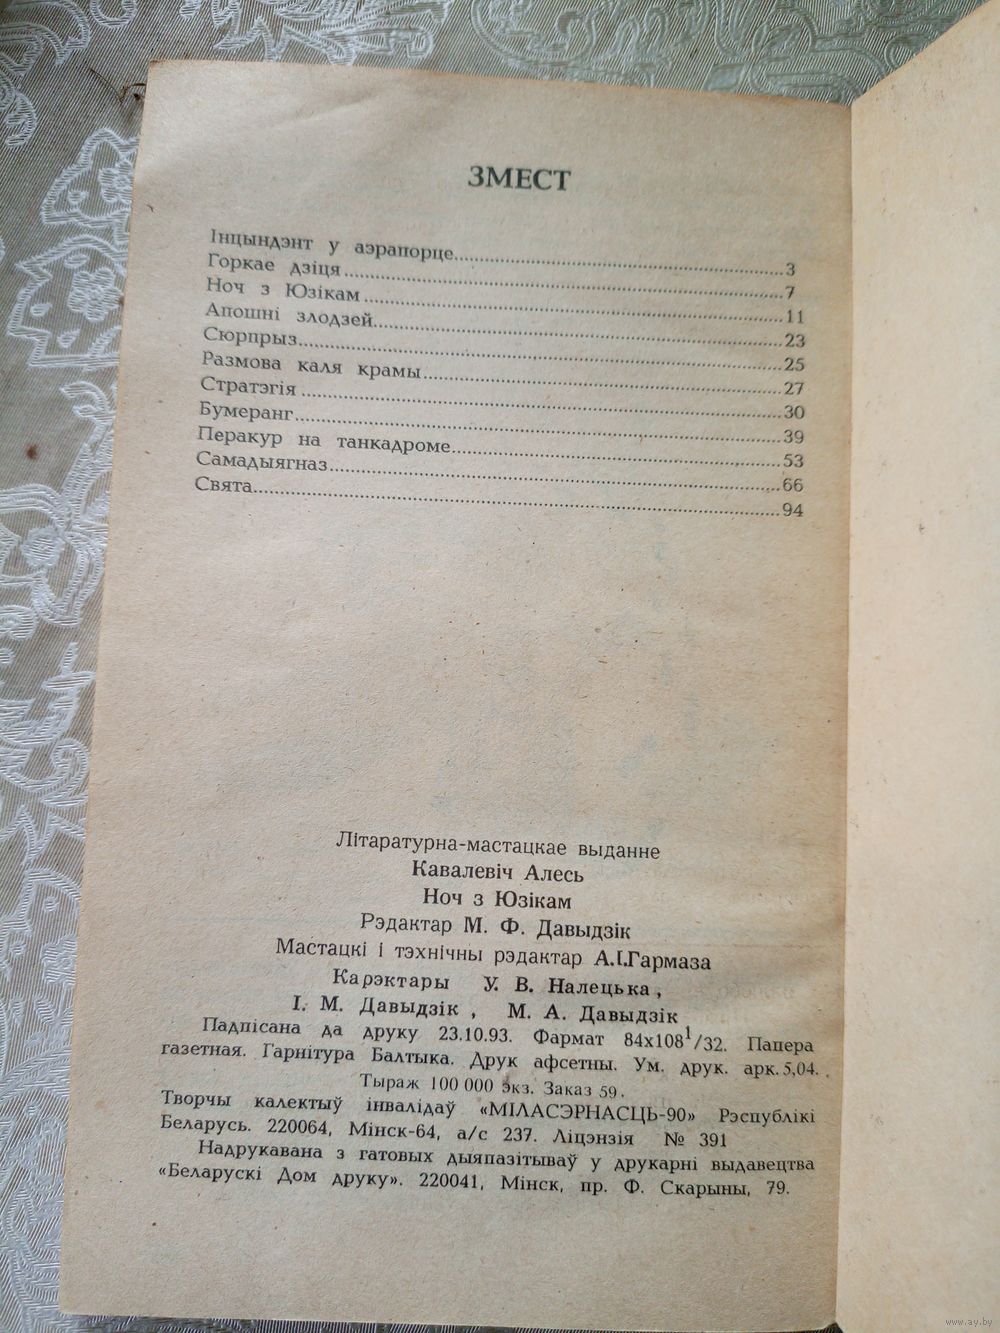 ЗМЕСТ
Інцындэнт у аэрапорце........3
Горкае дзіця........7
Ноч з Юзікам........11
Апошні злодзей........23
Сюрпрыз........25
Размова каля крамы........27
Стратэгія........30
Бумеранг........39
Перакур на танкадроме........53
Самадыягназ........66
Свята........94
Літаратурна-мастацкае выданне
Кавалевіч Алесь
Ноч з Юзікам
Рэдактар М. Ф. Давыдзік
Мастацкі і тэхнічны рэдактар А.І.Гармаза
Карэктары У. В. Налецька,
І. М. Давыдзік, М. А. Давыдзік
Падпісана да друку 23.10.93. Фармат 84х108¹/32. Папера
газетная. Гарнітура Балтыка. Друк афсетны. Ум. друк. арк. 5,04.
Тыраж 100 000 экз. Заказ 59.
Творчы калектыў інвалідаў «МІЛАСЭРНАСЦЬ-90» Рэспублікі
Беларусь. 220064, Мінск-64, а/с 237. Ліцэнзія № 391
Надрукавана з гатовых дыяпазітываў у друкарні выдавецтва
«Беларускі Дом друку». 220041, Мінск, пр. Ф. Скарыны, 79.
www.ay.by